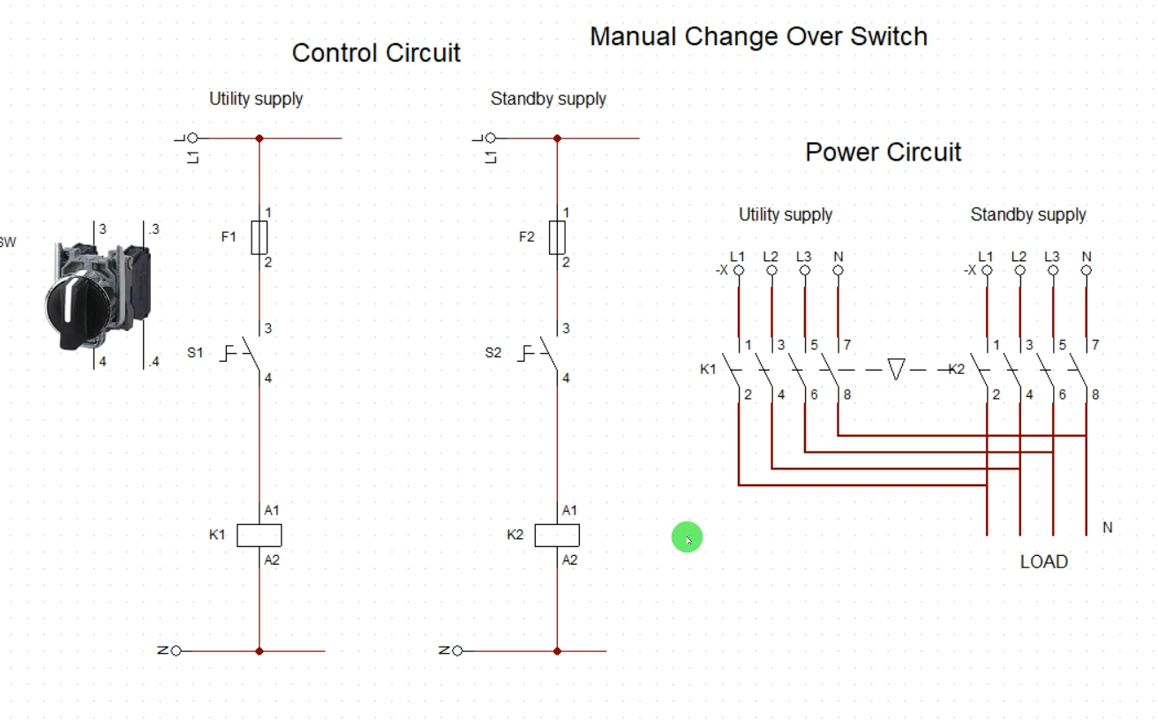 Manual Change Over Switch
Control Circuit
Utility supply
Standby supply
L
L1
L
L1
1
F1
2
1
F2
2
SW
3
.3
4
.4
3
S1
4
3
S2
4
A1
K1
A2
A1
K2
A2
N
N
Power Circuit
Utility supply
Standby supply
L1 L2 L3 N
-X
L1 L2 L3 N
-X
1 3 5 7
K1
2 4 6 8
1 3 5 7
K2
2 4 6 8
N
LOAD